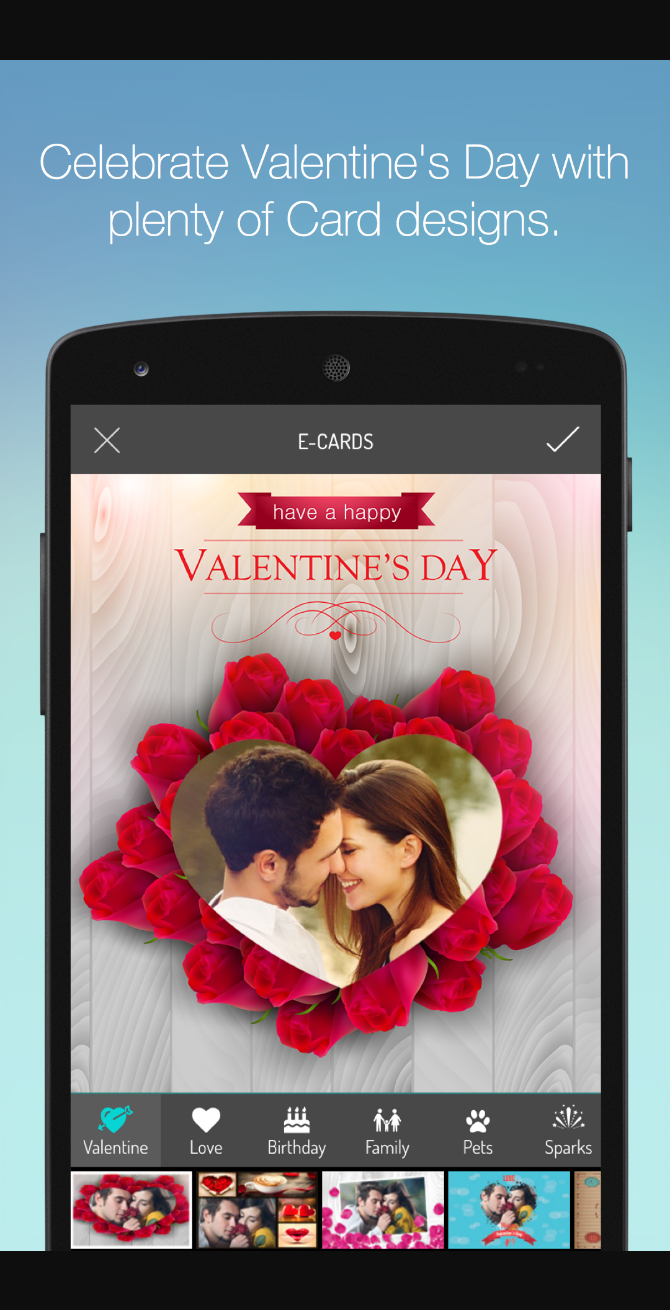 Celebrate Valentine's Day with
plenty of Card designs.
E-CARDS
have a happy
VALENTINE'S DAY
Valentine Love Birthday Family Pets Sparks
LOVE